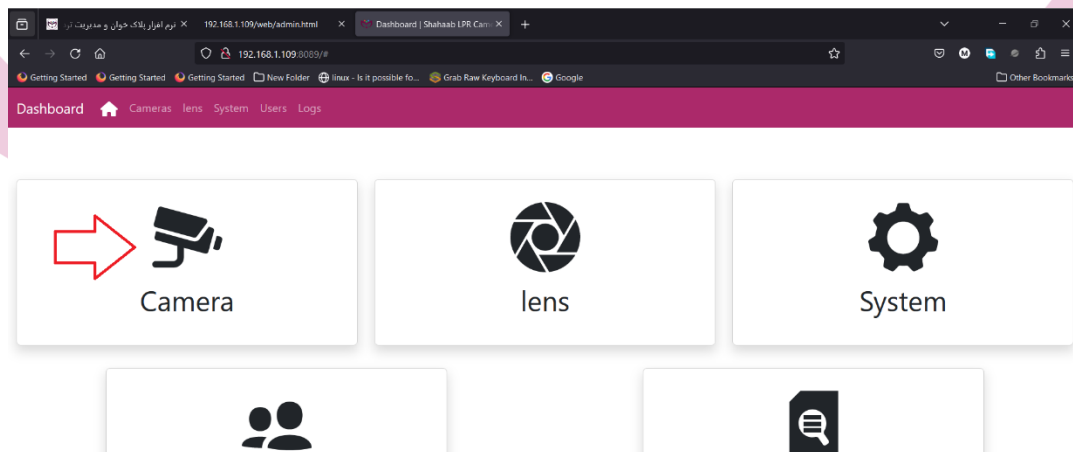 نرم افزار پلاک خوان و مدیریت ترد
192.168.1.109/web/admin.html
Dashboard | Shahaab LPR Cam
192.168.1.109:8089/#
Getting Started Getting Started Getting Started New Folder linux - Is it possible fo... Grab Raw Keyboard In... Google Other Bookmarks
Dashboard Cameras lens System Users Logs
Camera lens System